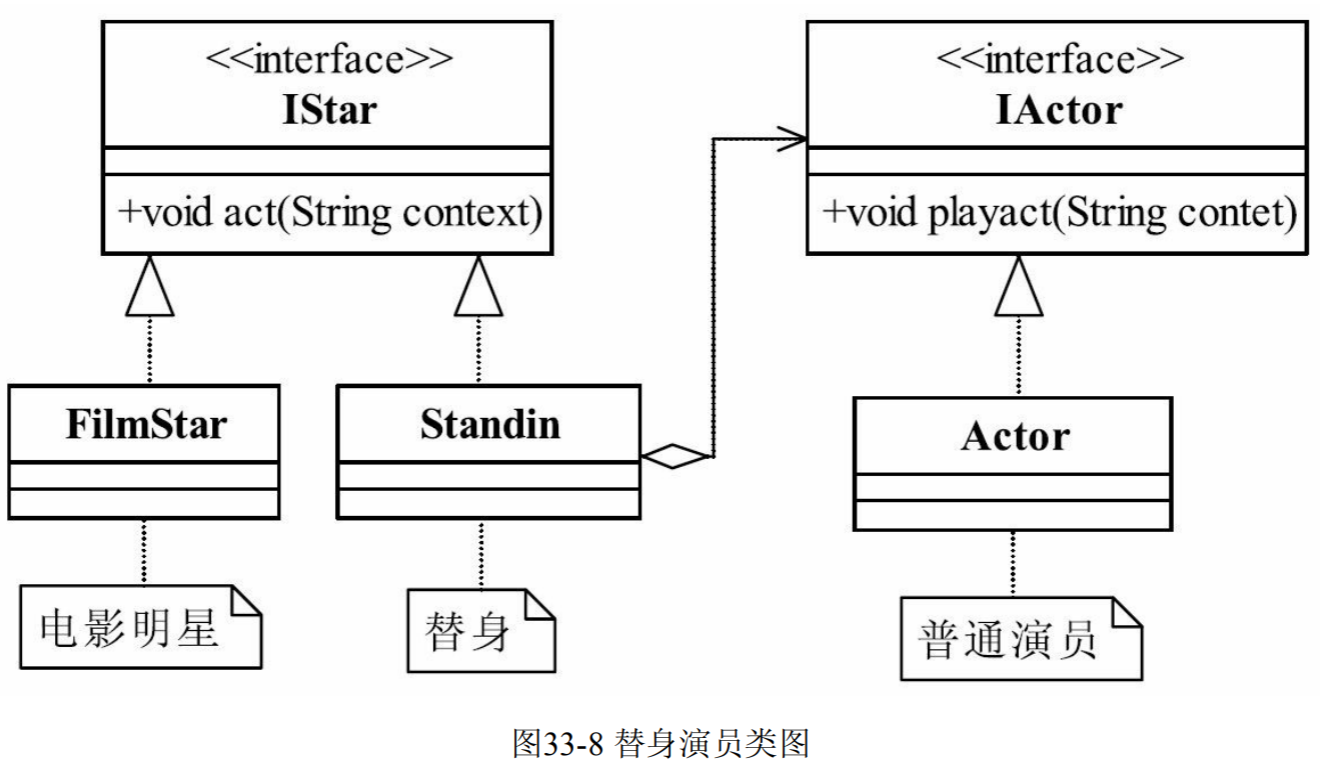 <<interface>>
IStar
+void act(String context)
<<interface>>
IActor
+void playact(String contet)
FilmStar
Standin
Actor
电影明星
替身
普通演员
图33-8 替身演员类图